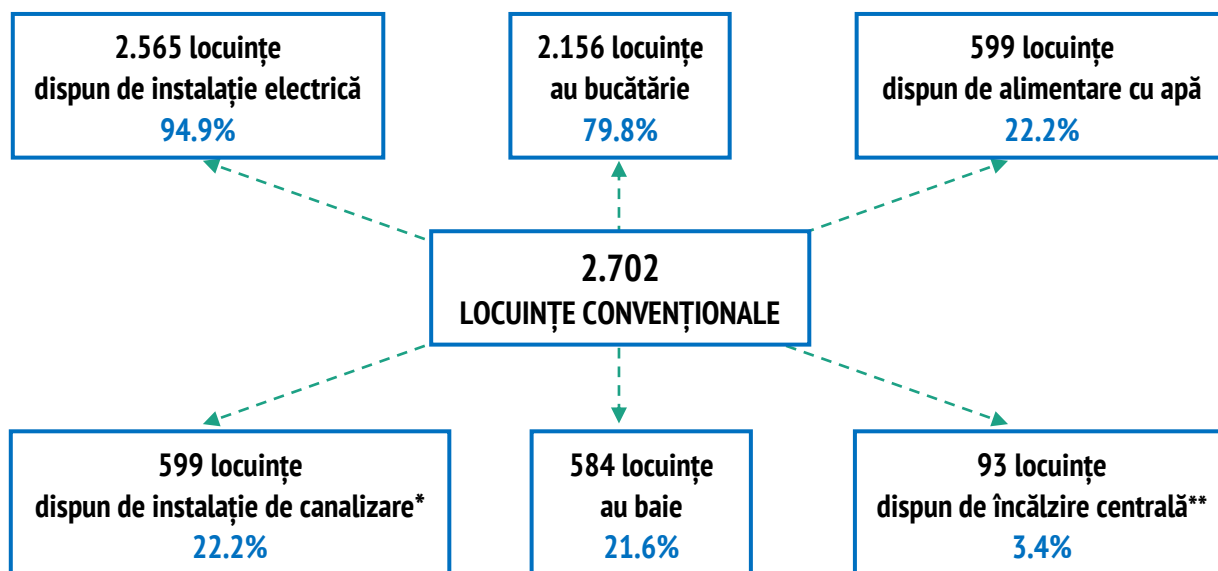 2.565 locuințe
dispun de instalație electrică
94.9%
2.156 locuințe
au bucătărie
79.8%
599 locuințe
dispun de alimentare cu apă
22.2%
2.702
LOCUINȚE CONVENȚIONALE
599 locuințe
dispun de instalație de canalizare*
22.2%
584 locuințe
au baie
21.6%
93 locuințe
dispun de încălzire centrală**
3.4%